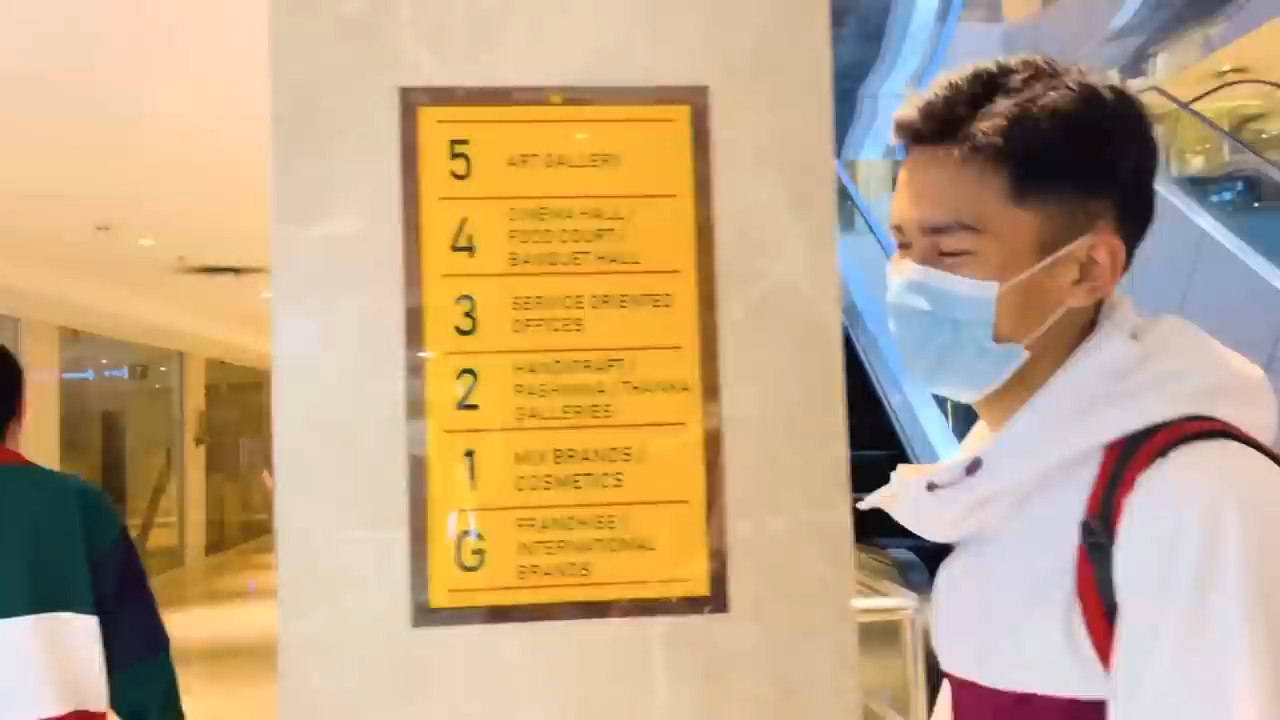 5
ART GALLERY
4
CINEMA HALL /
FOOD COURT /
BANQUET HALL
3
SERVICE ORIENTED
OFFICES
2
HANDICRAFT /
PASHMINA / THANKA
GALLERIES
1
MIX BRANDS /
COSMETICS
G
FRANCHISE /
INTERNATIONAL
BRANDS